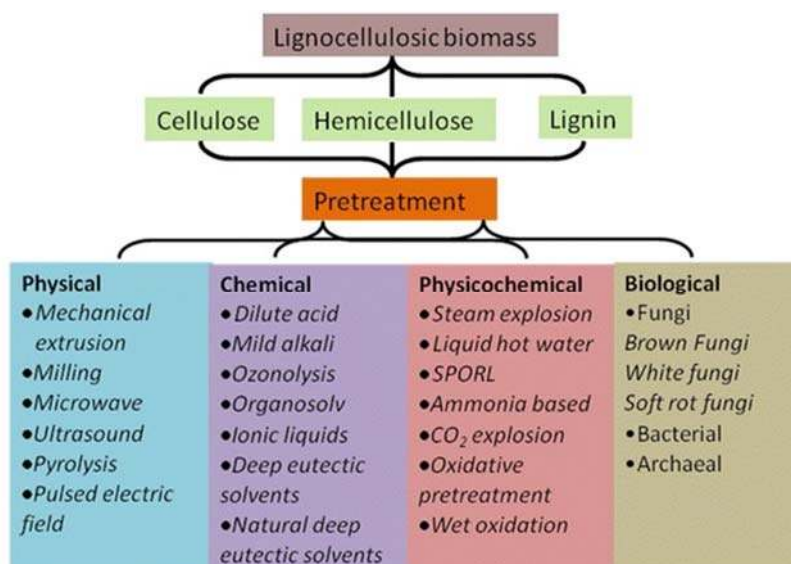 Lignocellulosic biomass
Cellulose
Hemicellulose
Lignin
Pretreatment
Physical
●Mechanical
extrusion
●Milling
●Microwave
●Ultrasound
●Pyrolysis
●Pulsed electric
field
Chemical
●Dilute acid
●Mild alkali
●Ozonolysis
●Organosolv
●Ionic liquids
●Deep eutectic
solvents
●Natural deep
eutectic solvents
Physicochemical
●Steam explosion
●Liquid hot water
●SPORL
●Ammonia based
●CO₂ explosion
●Oxidative
pretreatment
●Wet oxidation
Biological
●Fungi
Brown Fungi
White fungi
Soft rot fungi
●Bacterial
●Archaeal